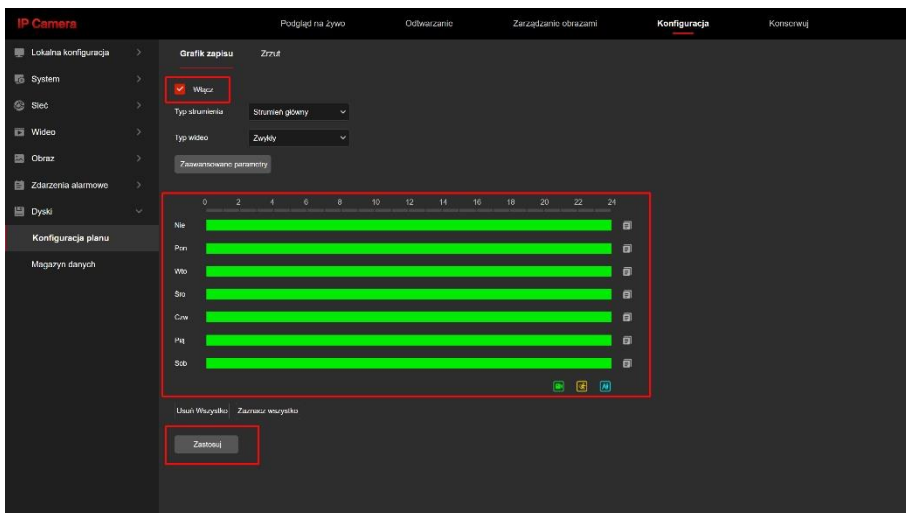 IP Camera Podgląd na żywo Odtwarzanie Zarządzanie obrazami Konfiguracja Konserwuj
Lokalna konfiguracja
System
Sieć
Wideo
Obraz
Zdarzenia alarmowe
Dyski
Konfiguracja planu
Magazyn danych
Grafik zapisu Zrzut
Włącz
Typ strumienia Strumień główny
Typ wideo Zwykły
Zaawansowane parametry
0 2 4 6 8 10 12 14 16 18 20 22 24
Nie
Pon
Wto
Śro
Czw
Pią
Sob
AI
Usuń Wszystko Zaznacz wszystko
Zastosuj